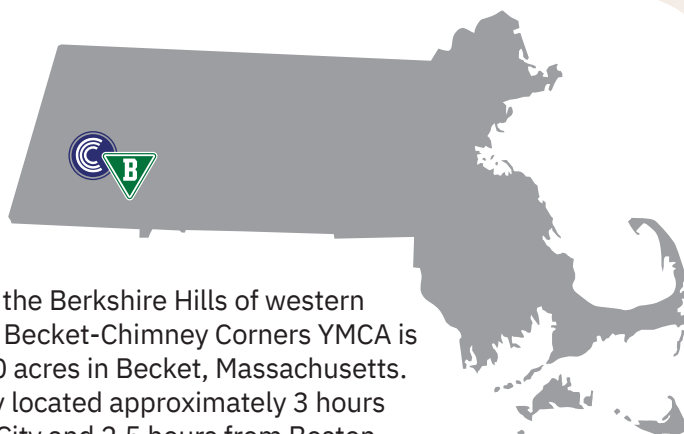 C
B
the Berkshire Hills of western
Becket-Chimney Corners YMCA is
acres in Becket, Massachusetts.
located approximately 3 hours
City and 2.5 hours from Boston